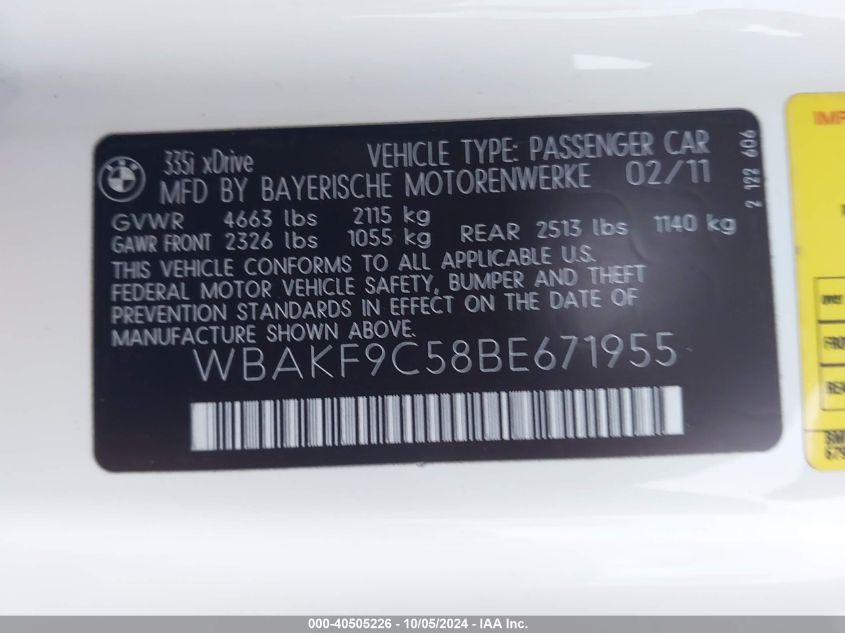 335i xDrive VEHICLE TYPE: PASSENGER CAR
MFD BY BAYERISCHE MOTORENWERKE 02/11
GVWR 4663 lbs 2115 kg
GAWR FRONT 2326 lbs 1055 kg REAR 2513 lbs 1140 kg
THIS VEHICLE CONFORMS TO ALL APPLICABLE U.S.
FEDERAL MOTOR VEHICLE SAFETY, BUMPER AND THEFT
PREVENTION STANDARDS IN EFFECT ON THE DATE OF
MANUFACTURE SHOWN ABOVE.
WBAKF9C58BE671955
2 122 606
000-40505226 - 10/05/2024 - IAA Inc.